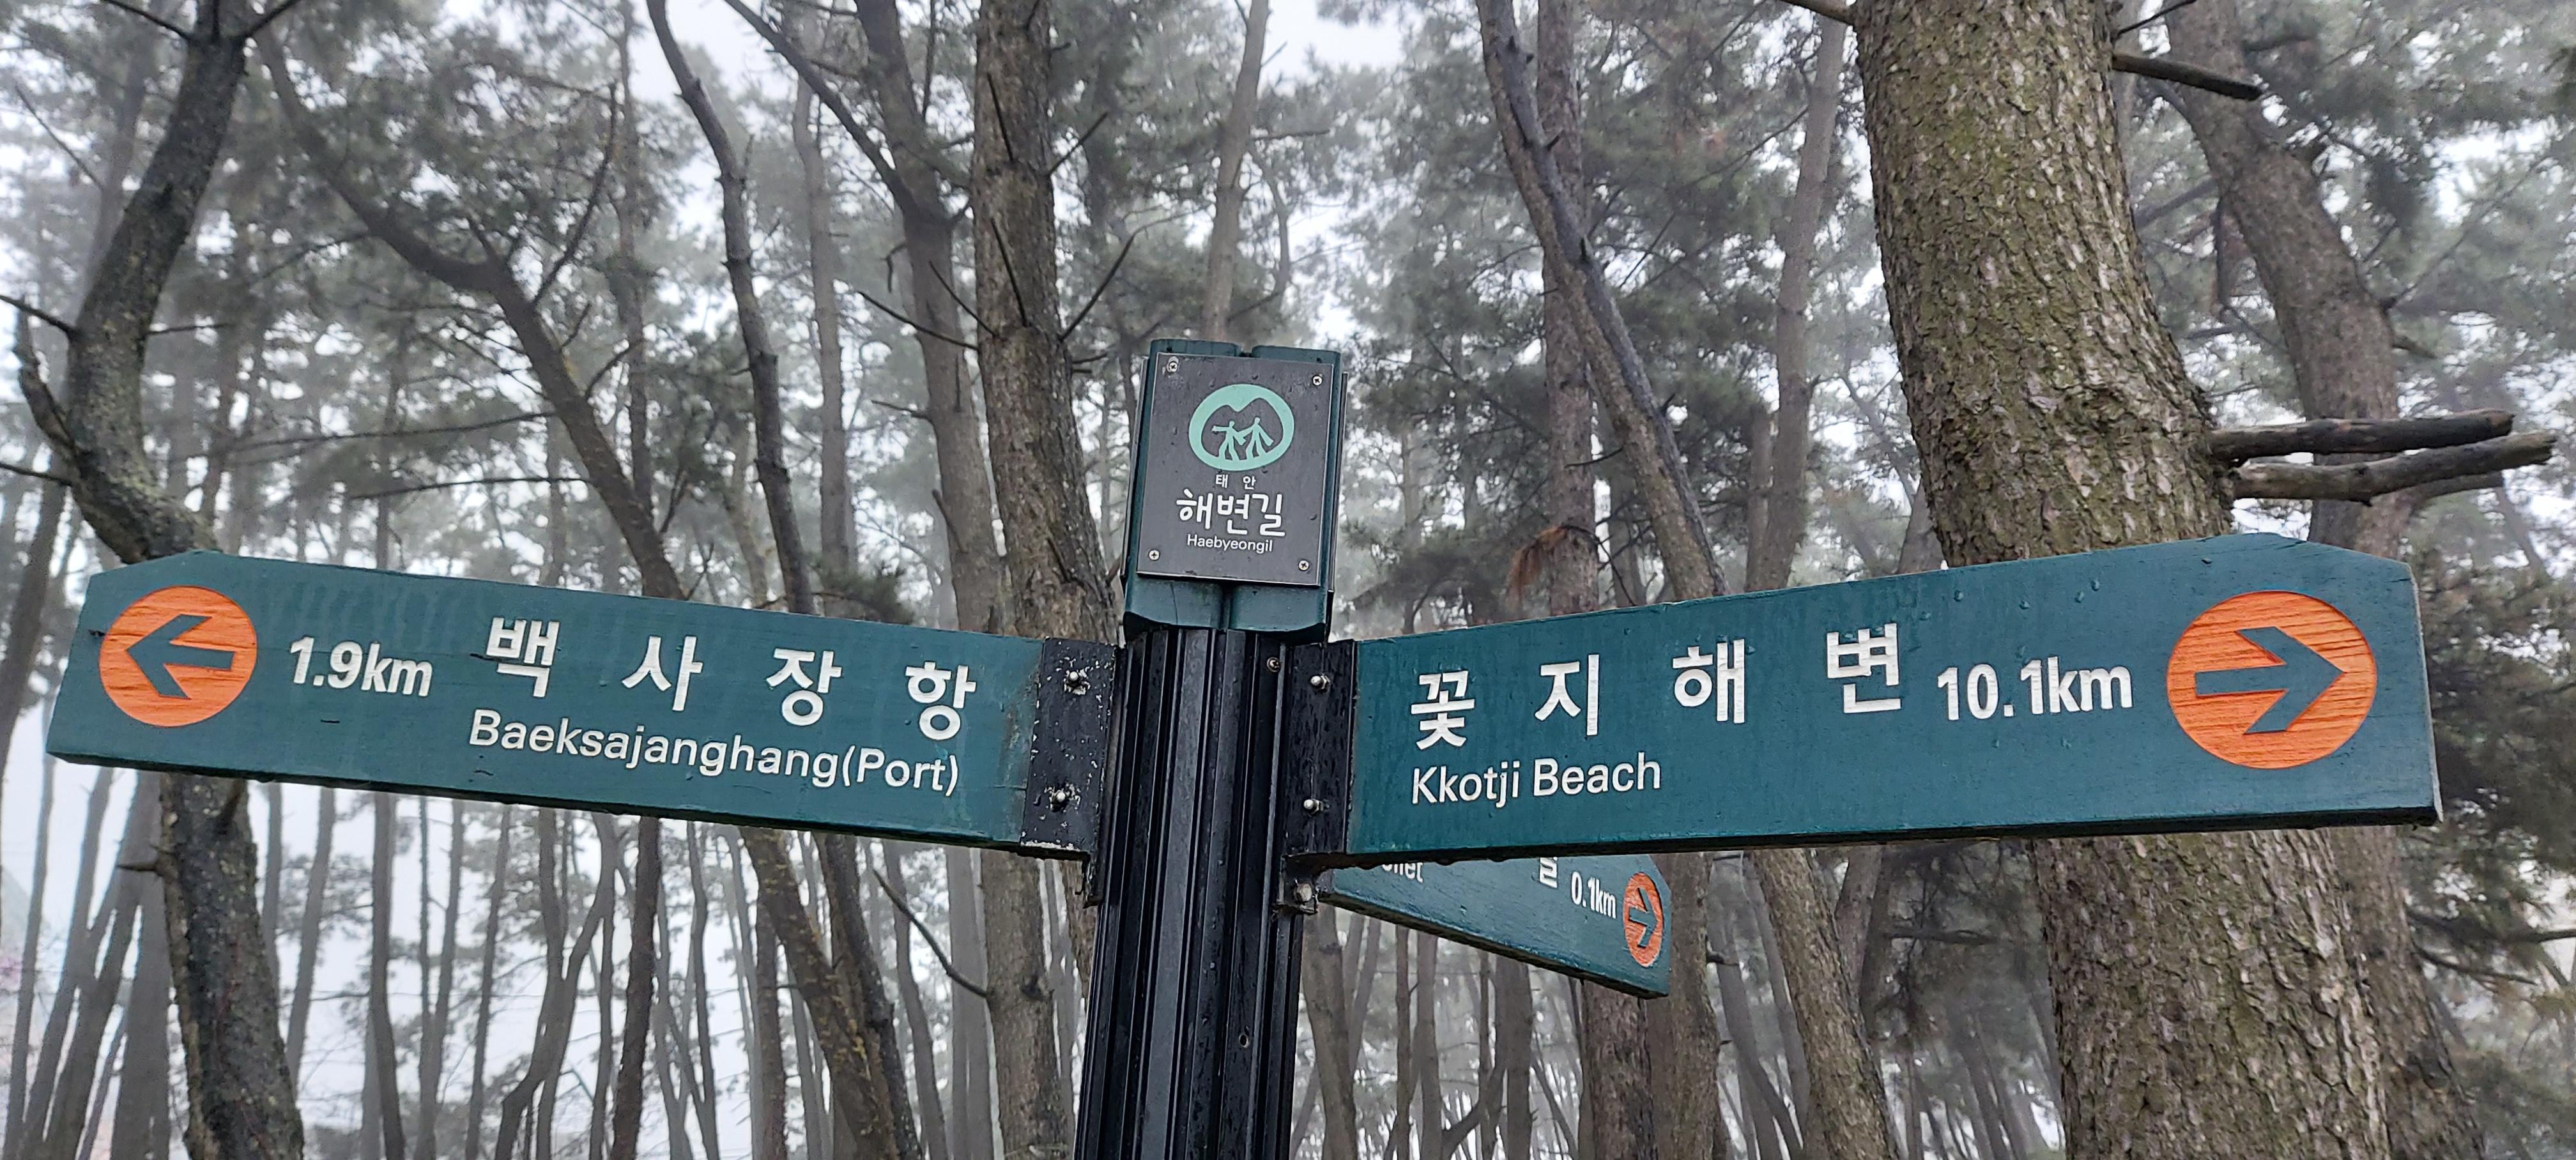 태 안
해변길
Haebyeongil
1.9km 백 사 장 항
Baeksajanghang(Port)
꽃 지 해 변 10.1km
Kkotji Beach
0.1km